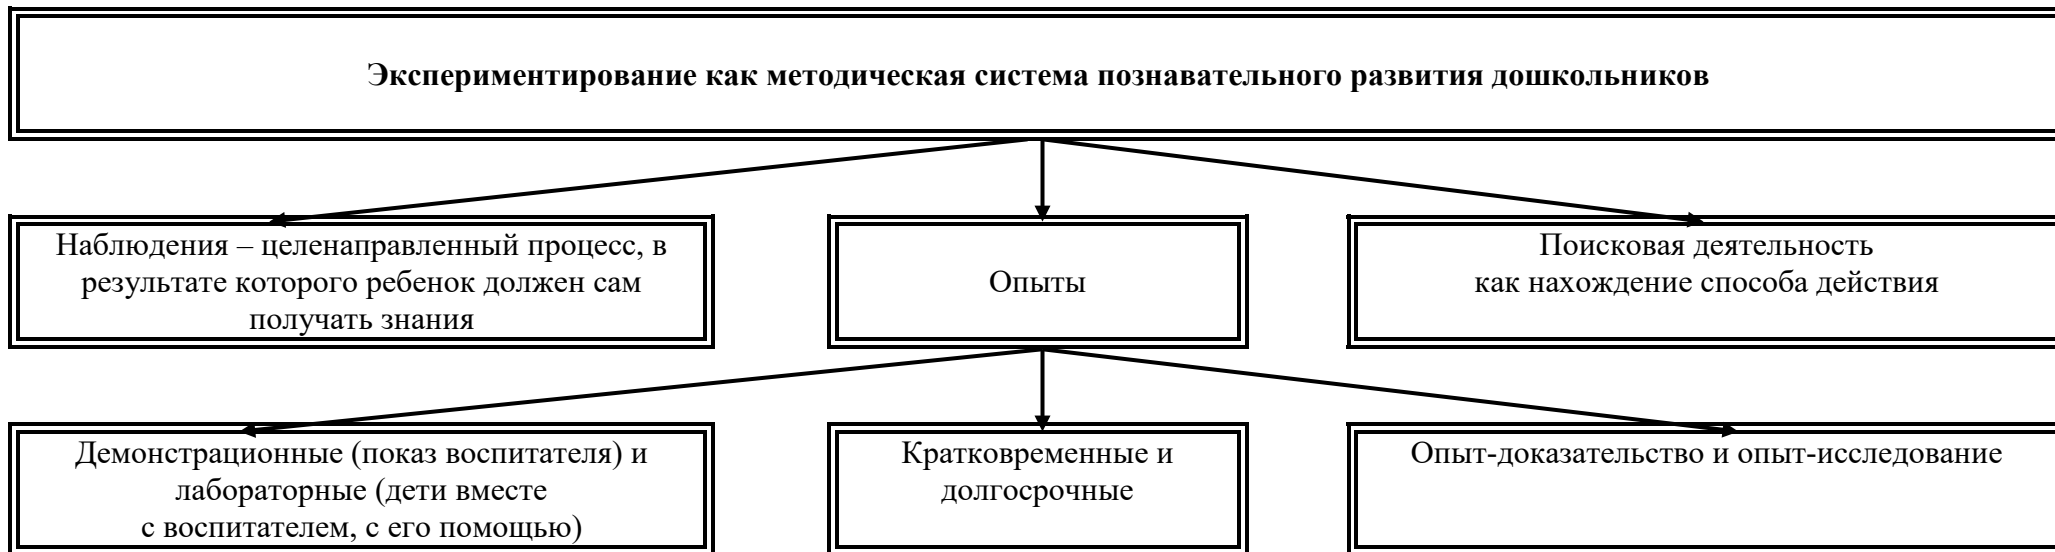 Экспериментирование как методическая система познавательного развития дошкольников
Наблюдения – целенаправленный процесс, в
результате которого ребенок должен сам
получать знания
Опыты
Поисковая деятельность
как нахождение способа действия
Демонстрационные (показ воспитателя) и
лабораторные (дети вместе
с воспитателем, с его помощью)
Кратковременные и
долгосрочные
Опыт-доказательство и опыт-исследование